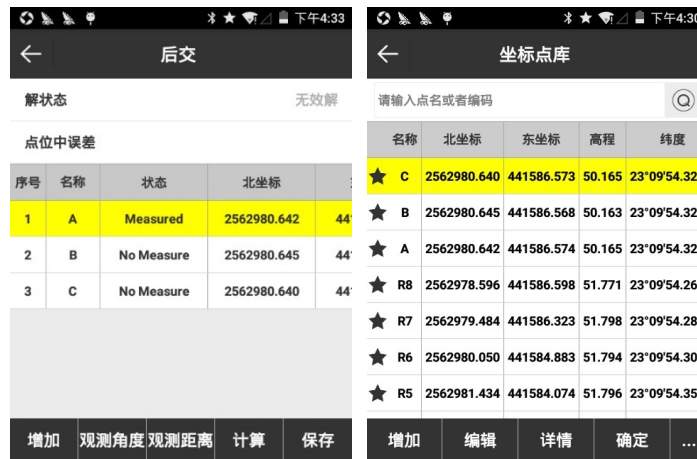 下午4:33
后交
解状态 无效解
点位中误差
序号 名称 状态 北坐标
1 A Measured 2562980.642 44
2 B No Measure 2562980.645 44
3 C No Measure 2562980.640 44
增加 观测角度 观测距离 计算 保存
下午4:30
坐标点库
请输入点名或者编码
名称 北坐标 东坐标 高程 纬度
C 2562980.640 441586.573 50.165 23°09'54.32
B 2562980.645 441586.568 50.163 23°09'54.32
A 2562980.642 441586.574 50.165 23°09'54.32
R8 2562978.596 441586.598 51.771 23°09'54.26
R7 2562979.484 441586.323 51.798 23°09'54.28
R6 2562980.050 441584.883 51.794 23°09'54.30
R5 2562981.434 441584.074 51.796 23°09'54.35
增加 编辑 详情 确定 ...